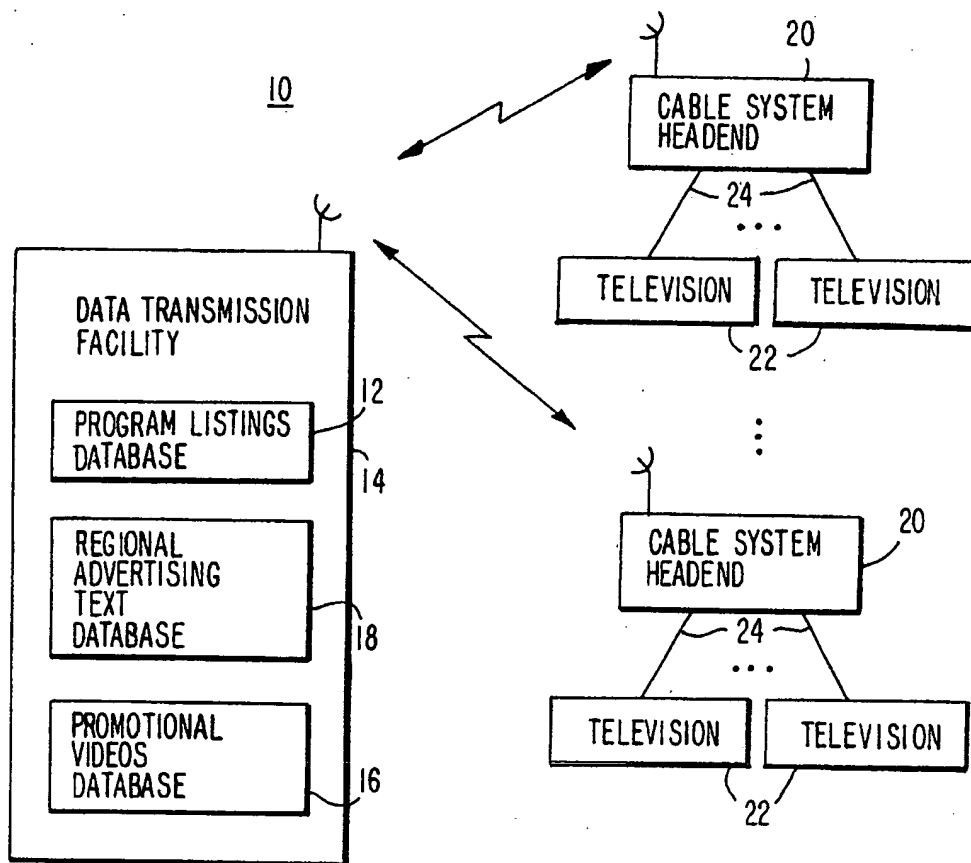 10
DATA TRANSMISSION
FACILITY
12
PROGRAM LISTINGS
DATABASE
14
REGIONAL
ADVERTISING
TEXT
DATABASE
18
PROMOTIONAL
VIDEOS
DATABASE
16
20
CABLE SYSTEM
HEADEND
24
TELEVISION
TELEVISION
22
20
CABLE SYSTEM
HEADEND
24
TELEVISION
TELEVISION
22